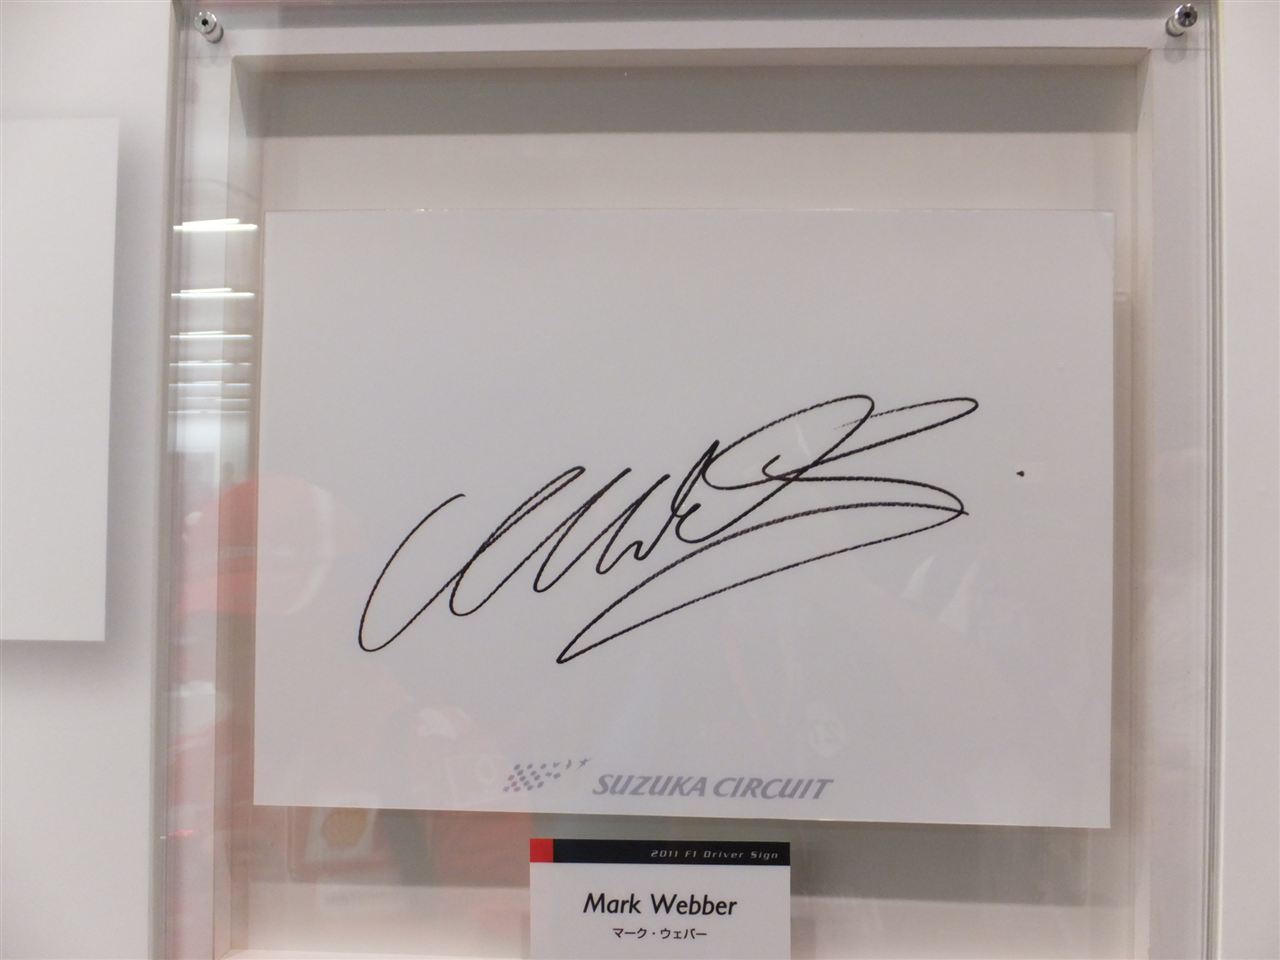 SUZUKA CIRCUIT
2011 F1 Driver Sign
Mark Webber
マーク・ウェバー